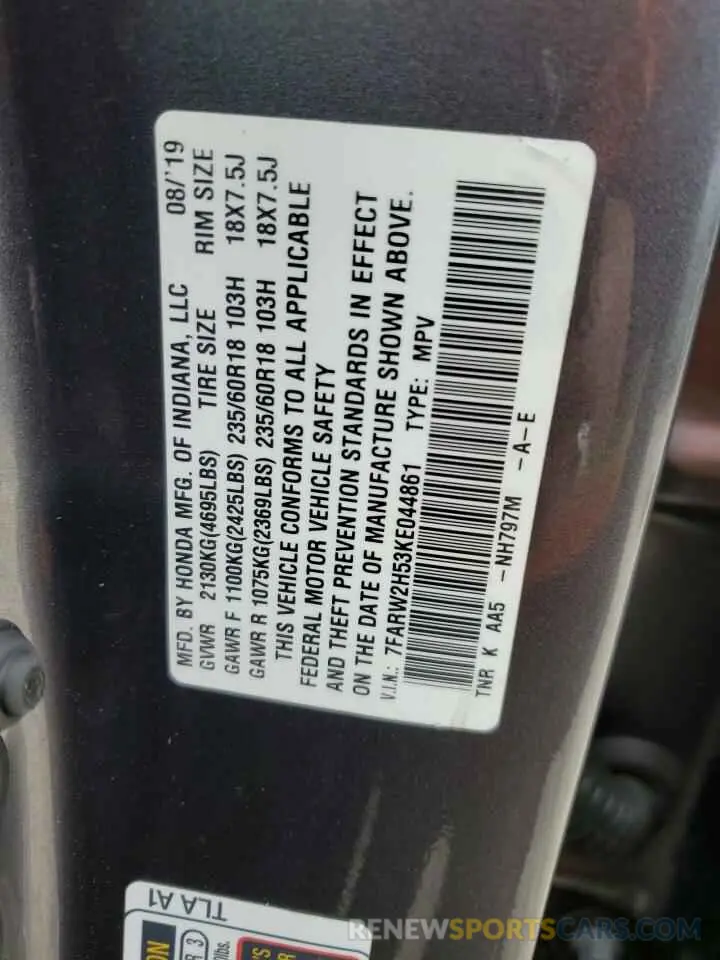 MFD. BY HONDA MFG. OF INDIANA, LLC 08/'19
GVWR 2130KG(4695LBS) TIRE SIZE RIM SIZE
GAWR F 1100KG(2425LBS) 235/60R18 103H 18X7.5J
GAWR R 1075KG(2369LBS) 235/60R18 103H 18X7.5J
THIS VEHICLE CONFORMS TO ALL APPLICABLE
FEDERAL MOTOR VEHICLE SAFETY
AND THEFT PREVENTION STANDARDS IN EFFECT
ON THE DATE OF MANUFACTURE SHOWN ABOVE.
V.I.N.: 7FARW2H53KE044861 TYPE: MPV
TNR K AA5 -NH797M -A-E
TLA A1
RENEWSPORTSCARS.COM